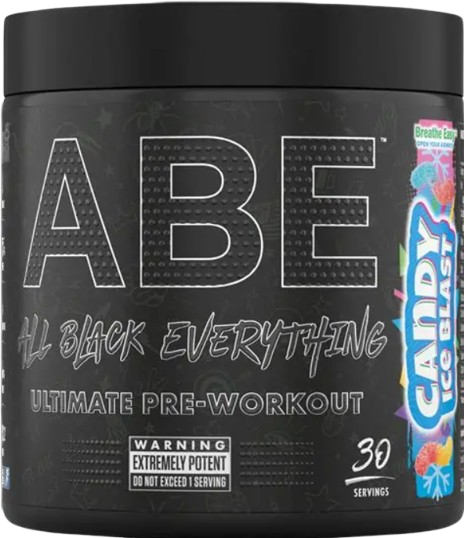 ABE™
ALL BLACK EVERYTHING
ULTIMATE PRE-WORKOUT
WARNING
EXTREMELY POTENT
DO NOT EXCEED 1 SERVING
30
SERVINGS
Breathe Easy
CANDY
ICE BLAST